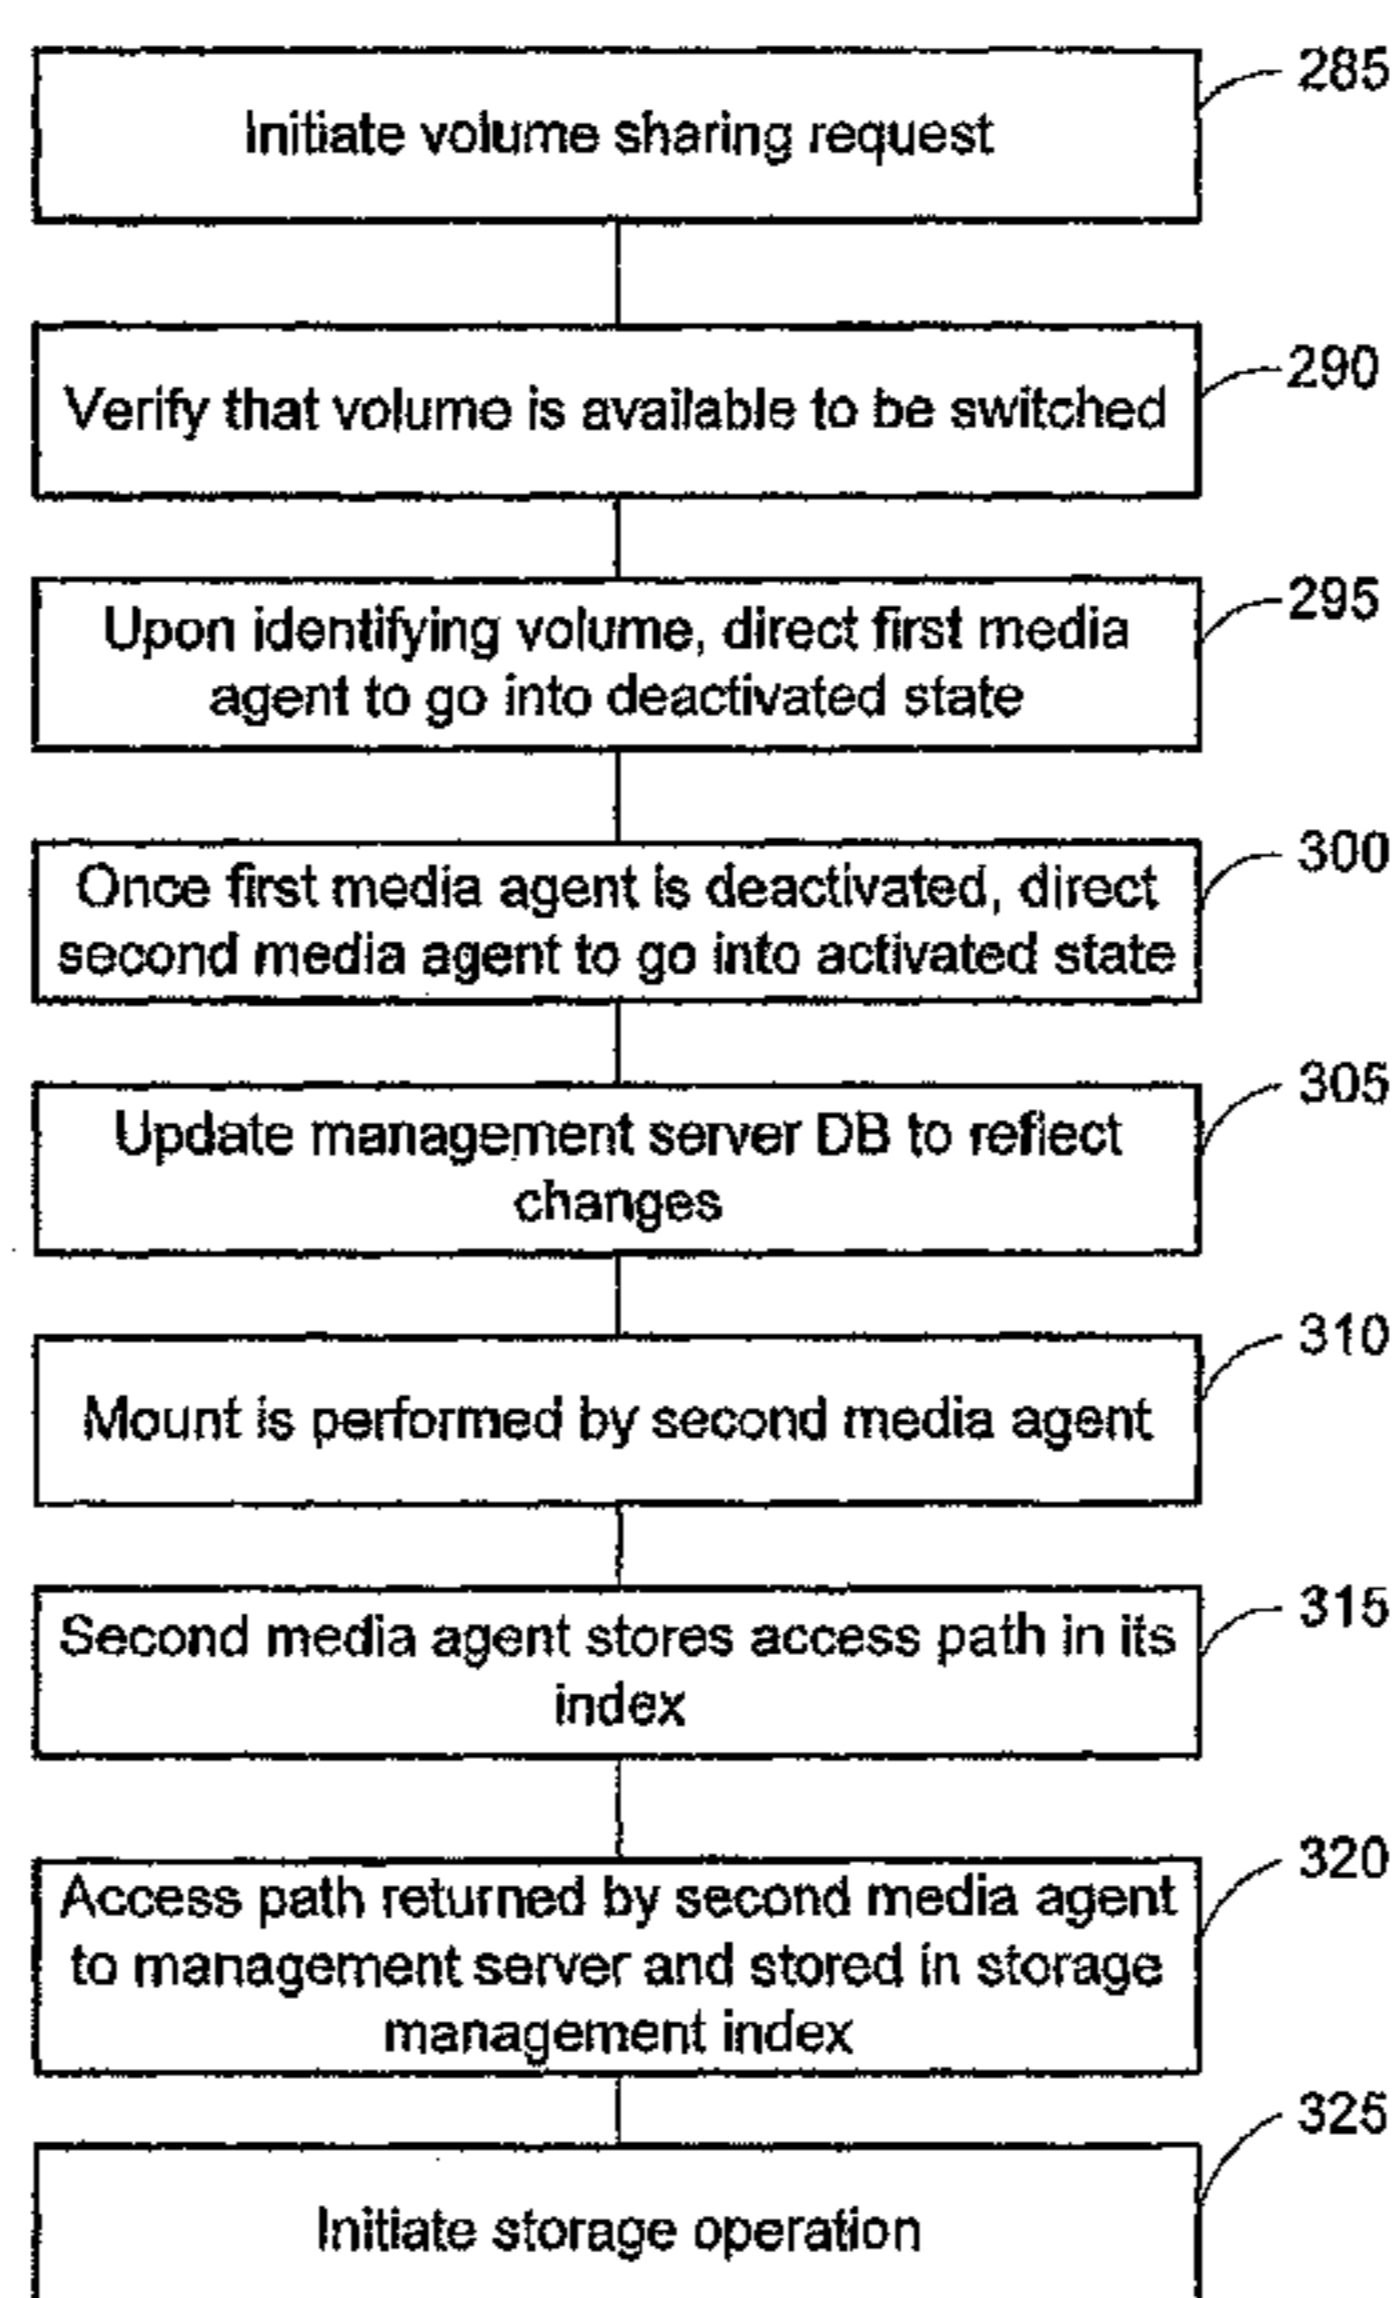 285
Initiate volume sharing request
290
Verify that volume is available to be switched
295
Upon identifying volume, direct first media
agent to go into deactivated state
300
Once first media agent is deactivated, direct
second media agent to go into activated state
305
Update management server DB to reflect
changes
310
Mount is performed by second media agent
315
Second media agent stores access path in its
index
320
Access path returned by second media agent
to management server and stored in storage
management index
325
Initiate storage operation